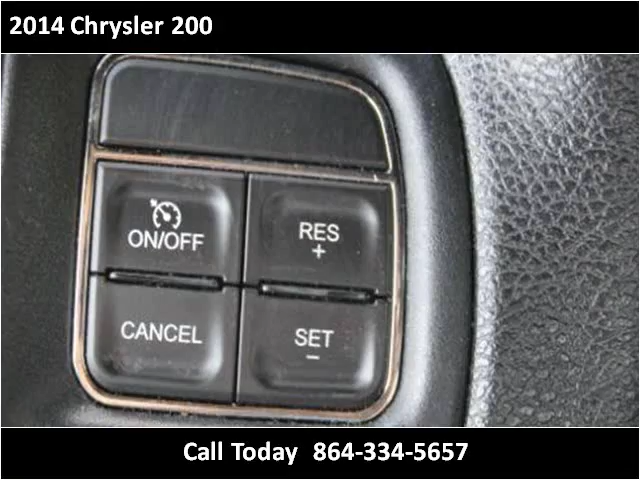 2014 Chrysler 200
ON/OFF
RES
+
CANCEL
SET
–
Call Today 864-334-5657